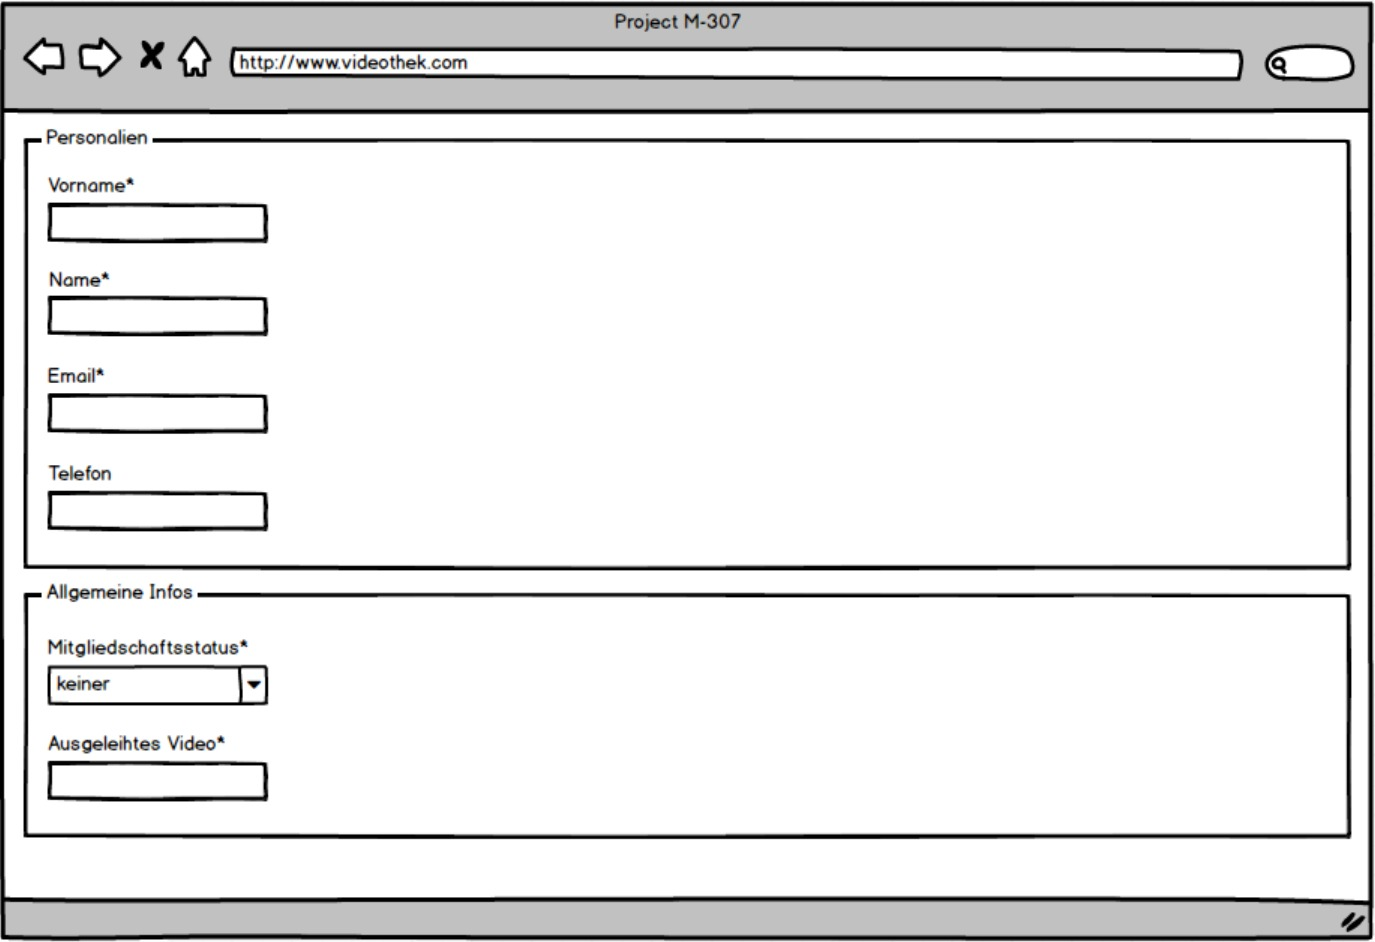 Project M-307
http://www.videothek.com
Personalien
Vorname*
Name*
Email*
Telefon
Allgemeine Infos
Mitgliedschaftsstatus*
keiner
Ausgeleihtes Video*